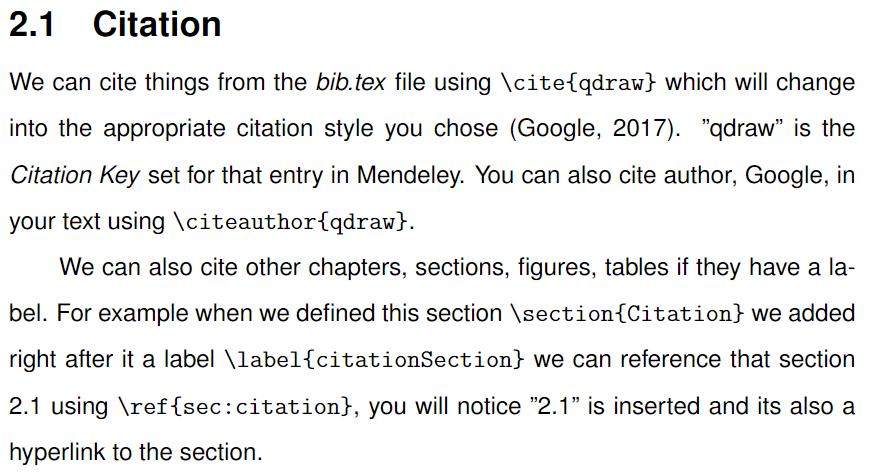 2.1 Citation
We can cite things from the bib.tex file using \cite{qdraw} which will change
into the appropriate citation style you chose (Google, 2017). ”qdraw” is the
Citation Key set for that entry in Mendeley. You can also cite author, Google, in
your text using \citeauthor{qdraw}.
We can also cite other chapters, sections, figures, tables if they have a la-
bel. For example when we defined this section \section{Citation} we added
right after it a label \label{citationSection} we can reference that section
2.1 using \ref{sec:citation}, you will notice ”2.1” is inserted and its also a
hyperlink to the section.